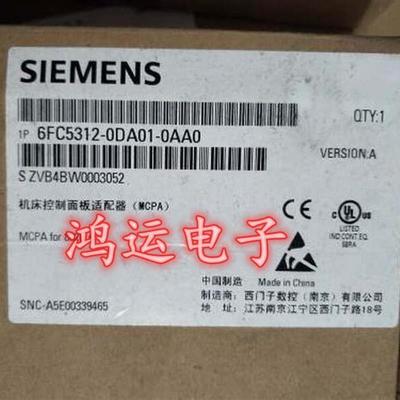 SIEMENS
QTY:1
1P 6FC5312-0DA01-0AA0
VERSION:A
S ZVB4BW0003052
机床控制面板适配器 (MCPA)
CE
UL
LISTED
IND CONT EQ.
58RA
MCPA for
鸿运电子
中国制造 Made in China
制造商: 西门子数控 (南京) 有限公司
地址: 江苏南京江宁区西门子路18号
SNC-A5E00339465